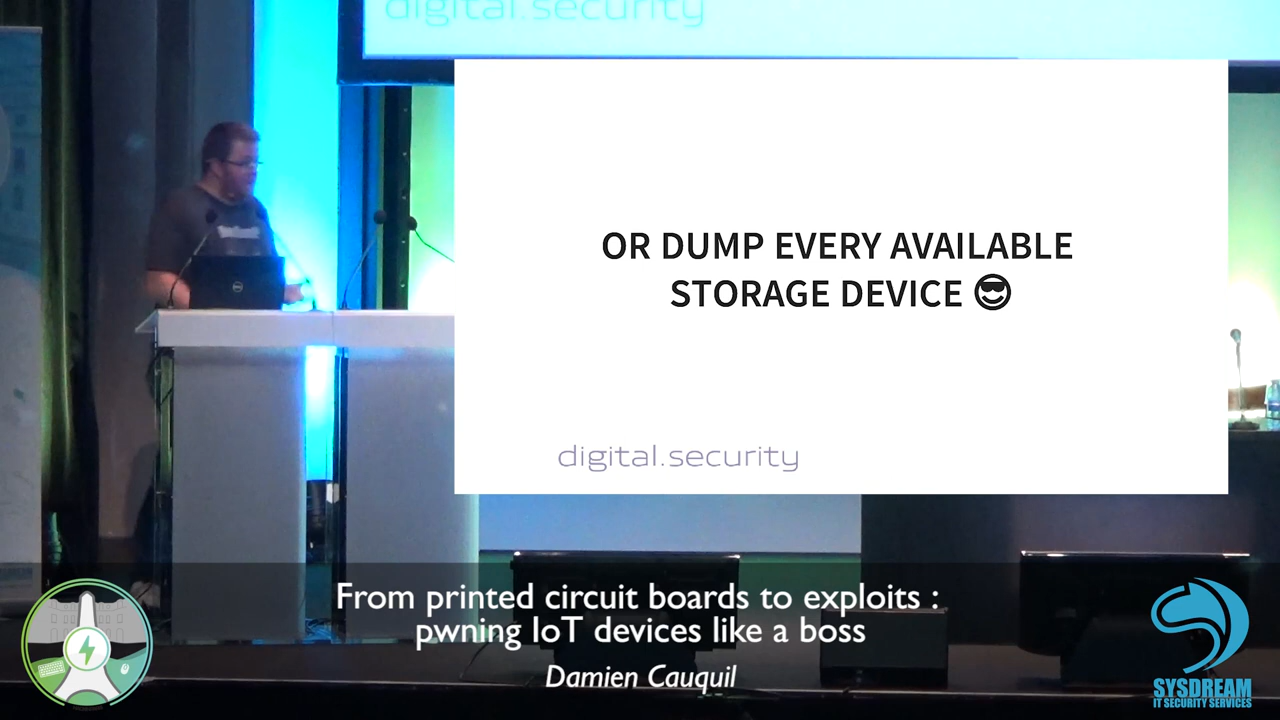 digital.security
OR DUMP EVERY AVAILABLE
STORAGE DEVICE 😎
digital.security
From printed circuit boards to exploits :
pwning IoT devices like a boss
Damien Cauquil
SYSDREAM
IT SECURITY SERVICES